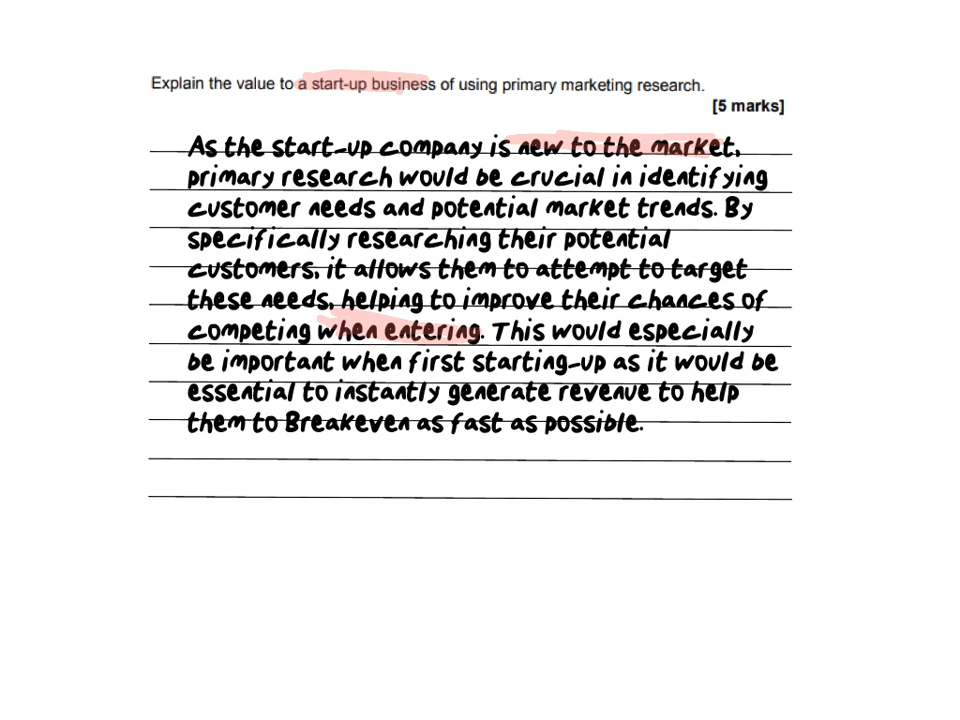 Explain the value to a start-up business of using primary marketing research.
[5 marks]
As the start-up company is new to the market,
primary research would be crucial in identifying
customer needs and potential market trends. By
specifically researching their potential
customers, it allows them to attempt to target
these needs, helping to improve their chances of
competing when entering. This would especially
be important when first starting-up as it would be
essential to instantly generate revenue to help
them to Breakeven as fast as possible.